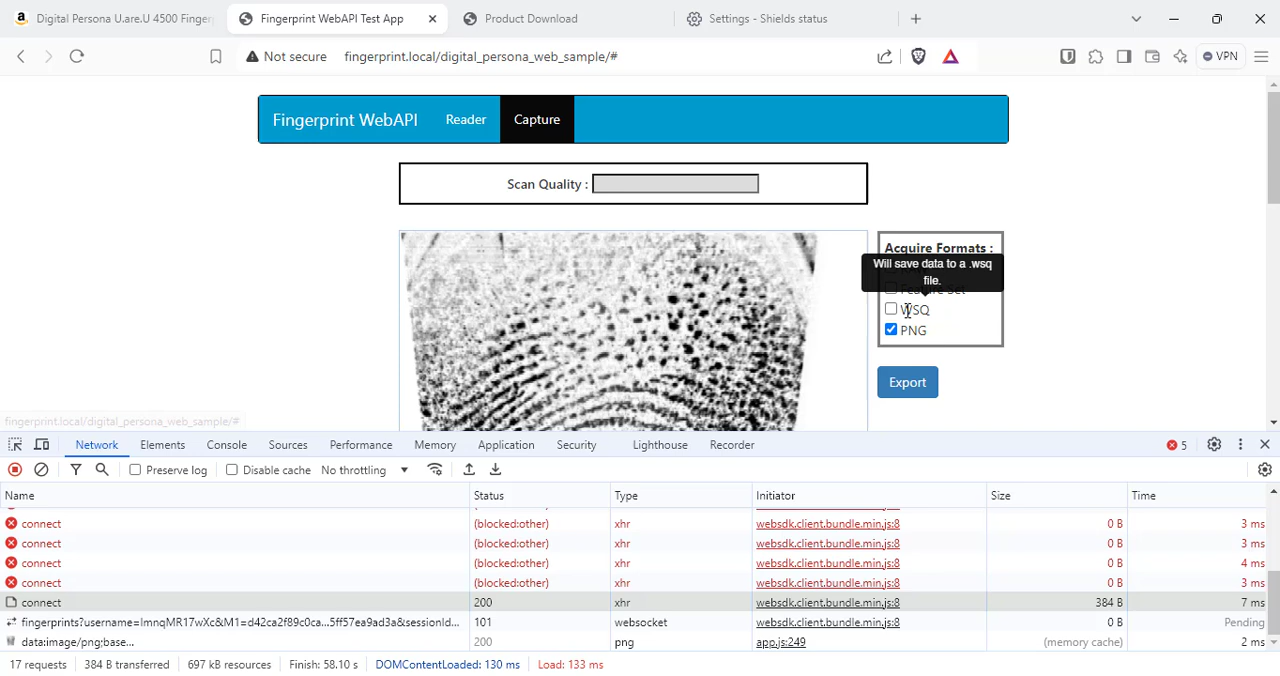 Digital Persona U.are.U 4500 Finger
Fingerprint WebAPI Test App
Product Download
Settings - Shields status
Not secure
fingerprint.local/digital_persona_web_sample/#
VPN
Fingerprint WebAPI
Reader
Capture
Scan Quality :
Acquire Formats :
Will save data to a .wsq
file.
Feature Set
WSQ
PNG
Export
fingerprint.local/digital_persona_web_sample/#
Network
Elements
Console
Sources
Performance
Memory
Application
Security
Lighthouse
Recorder
5
Preserve log
Disable cache
No throttling
Name Status Type Initiator Size Time
connect (blocked:other) xhr websdk.client.bundle.min.js:8 0 B 3 ms
connect (blocked:other) xhr websdk.client.bundle.min.js:8 0 B 3 ms
connect (blocked:other) xhr websdk.client.bundle.min.js:8 0 B 4 ms
connect (blocked:other) xhr websdk.client.bundle.min.js:8 0 B 3 ms
connect 200 xhr websdk.client.bundle.min.js:8 384 B 7 ms
fingerprints?username=ImnqMR17wXc&M1=d42ca2f89c0ca...5ff57ea9ad3a&sessionId... 101 websocket websdk.client.bundle.min.js:8 0 B Pending
data:image/png;base... 200 png app.js:249 (memory cache) 2 ms
17 requests 384 B transferred 697 kB resources Finish: 58.10 s DOMContentLoaded: 130 ms Load: 133 ms